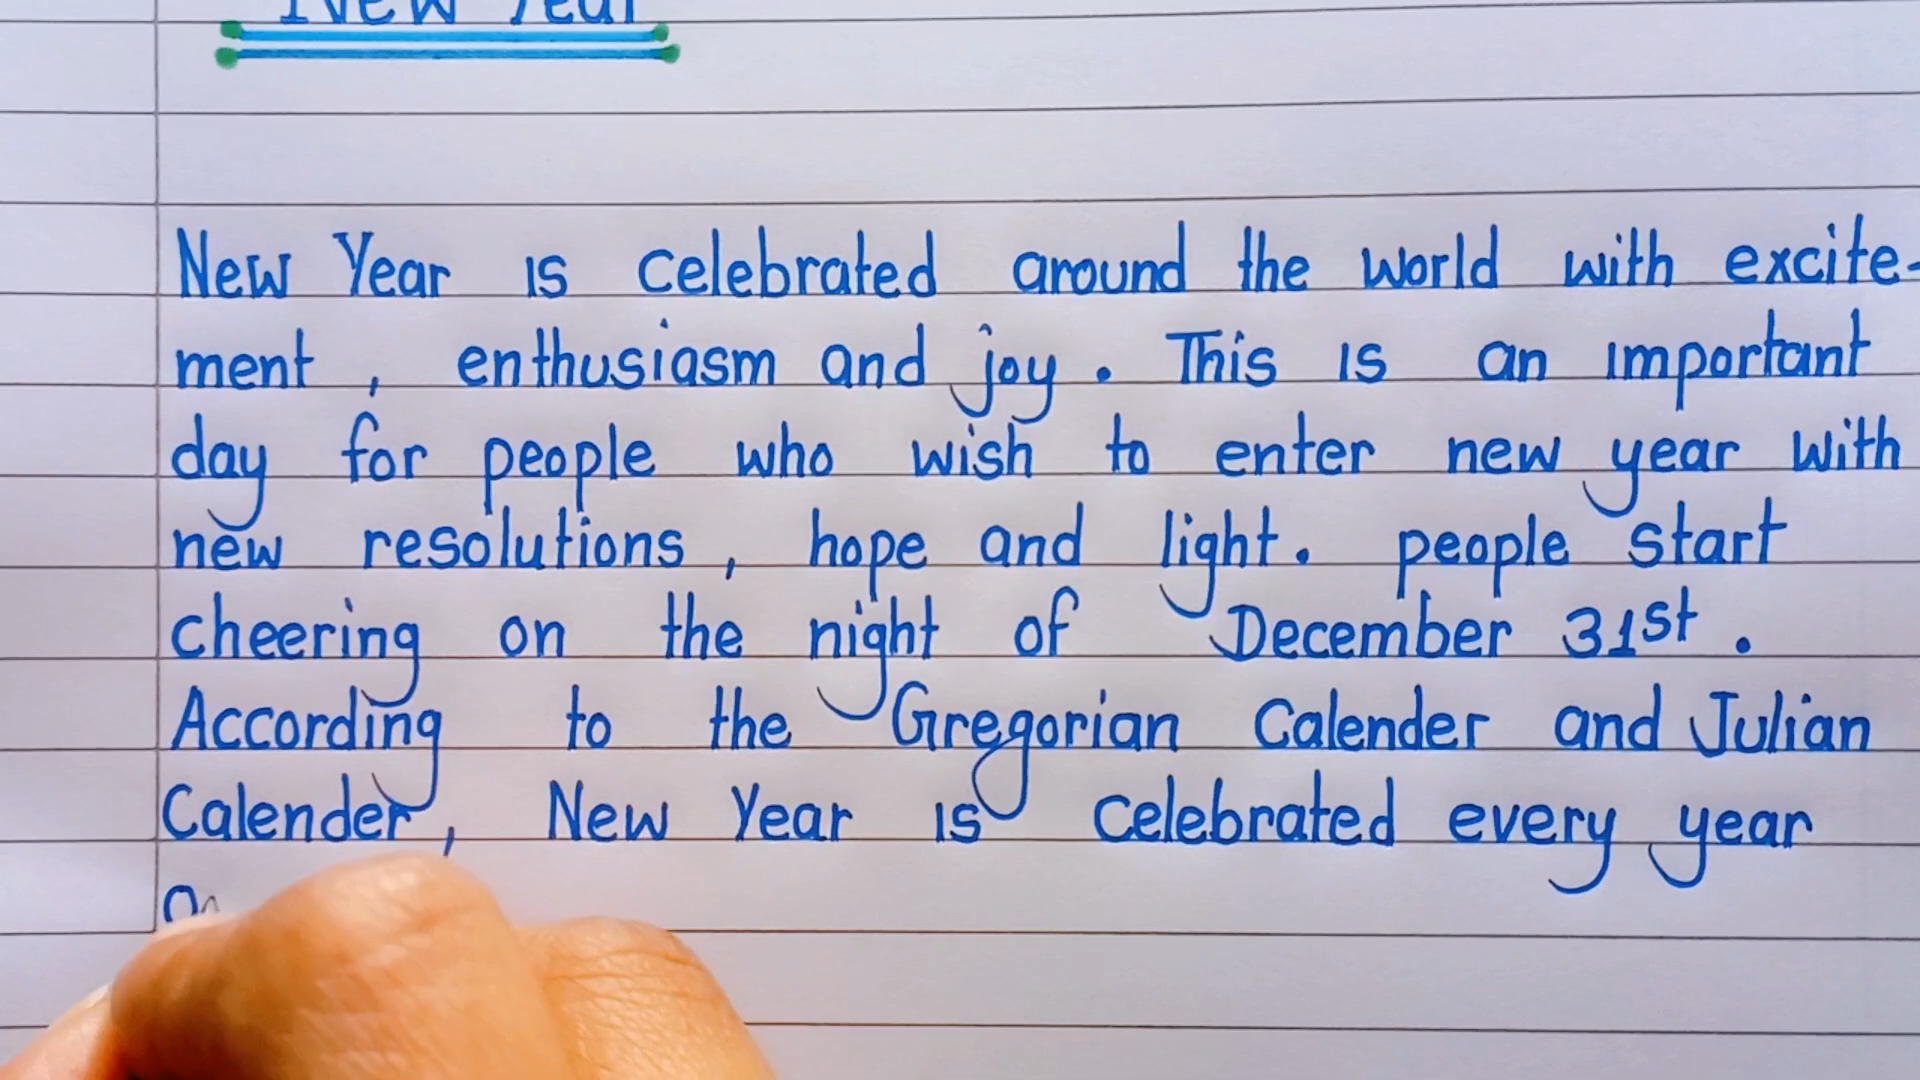 New Year
New Year is celebrated around the world with excite-
ment , enthusiasm and joy . This is an important
day for people who wish to enter new year with
new resolutions , hope and light . people start
cheering on the night of December 31st .
According to the Gregorian Calender and Julian
Calender , New Year is celebrated every year